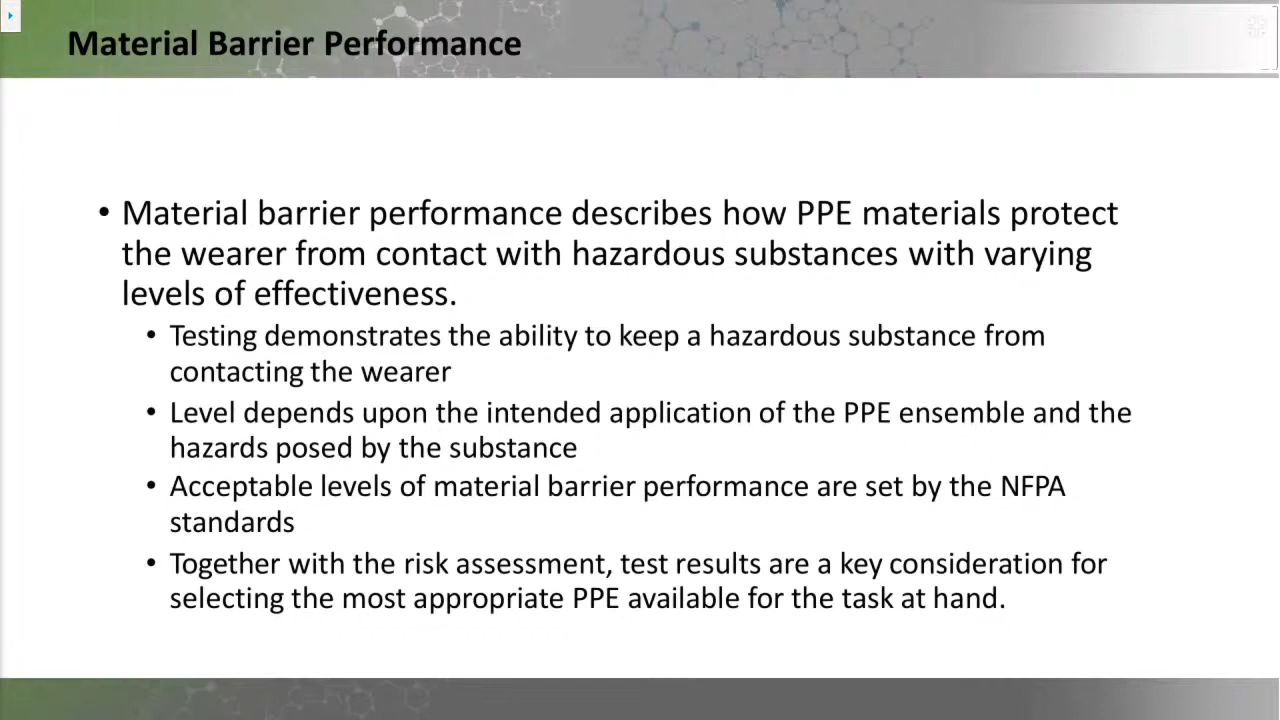 Material Barrier Performance
• Material barrier performance describes how PPE materials protect
the wearer from contact with hazardous substances with varying
levels of effectiveness.
• Testing demonstrates the ability to keep a hazardous substance from
contacting the wearer
• Level depends upon the intended application of the PPE ensemble and the
hazards posed by the substance
• Acceptable levels of material barrier performance are set by the NFPA
standards
• Together with the risk assessment, test results are a key consideration for
selecting the most appropriate PPE available for the task at hand.